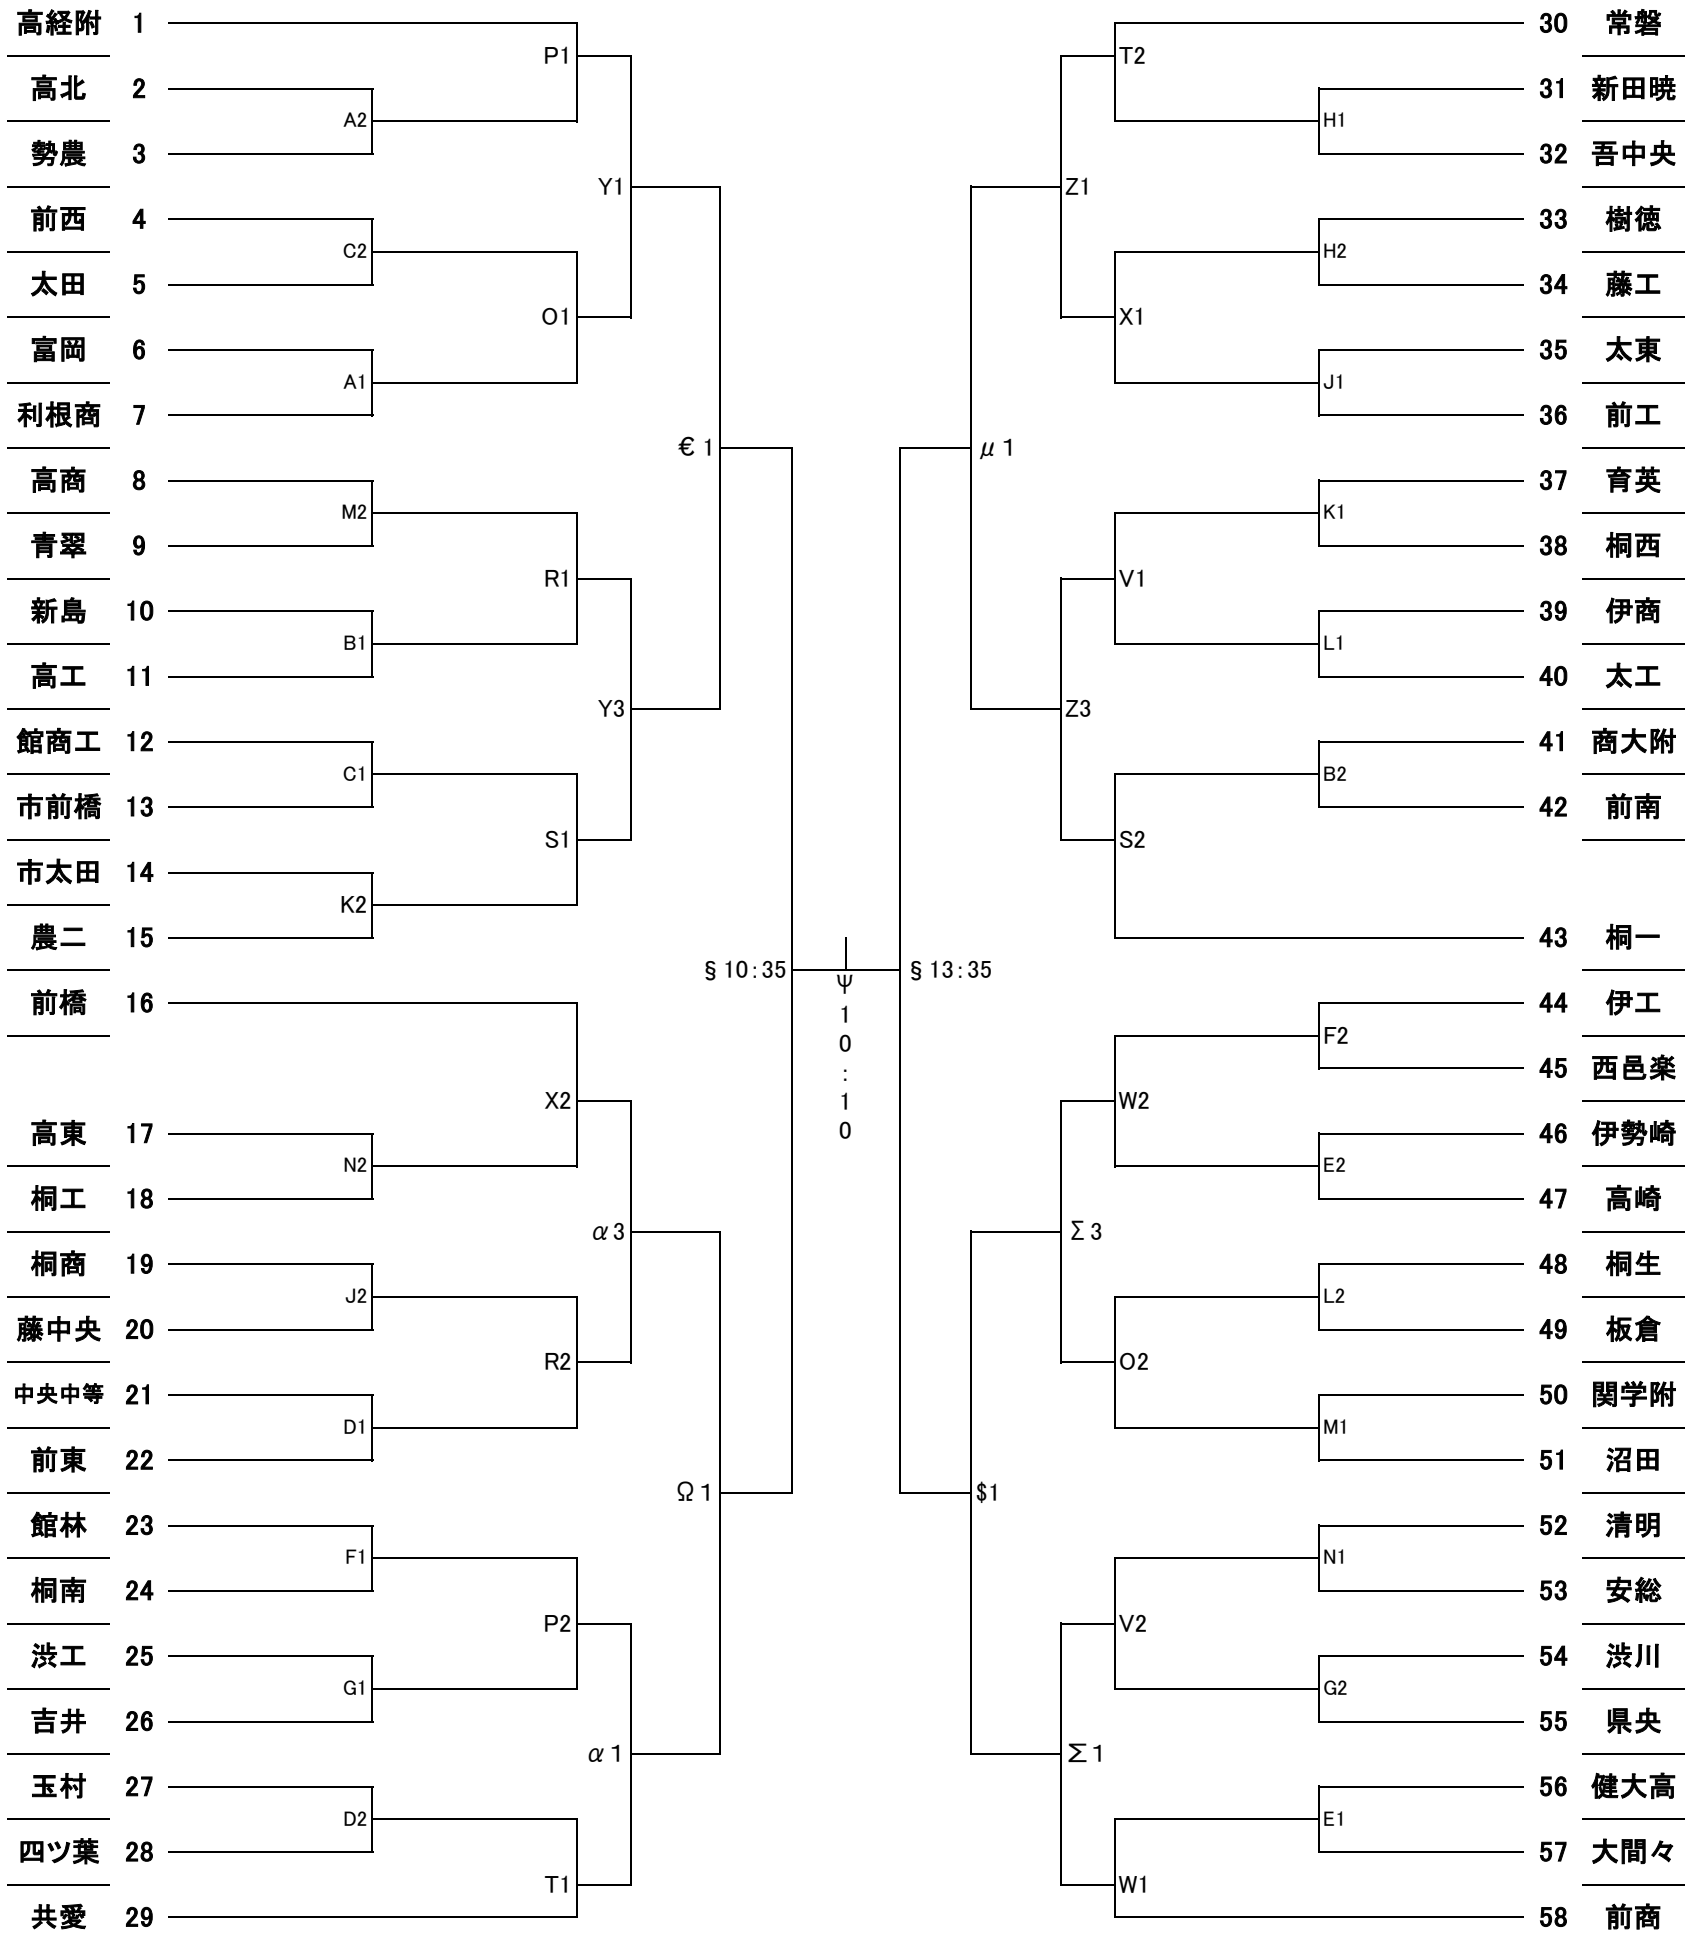 高経附 1
P1
高北 2
A2
勢農 3
Y1
前西 4
C2
太田 5
O1
富岡 6
A1
利根商 7
€ 1
高商 8
M2
青翠 9
R1
新島 10
B1
高工 11
Y3
館商工 12
C1
市前橋 13
S1
市太田 14
K2
農二 15
§ 10:35
前橋 16
X2
高東 17
N2
桐工 18
α 3
桐商 19
J2
藤中央 20
R2
中央中等 21
D1
前東 22
Ω 1
館林 23
F1
桐南 24
P2
渋工 25
G1
吉井 26
α 1
玉村 27
D2
四ツ葉 28
T1
共愛 29
Ψ
1
0
:
1
0
30 常磐
T2
31 新田暁
H1
32 吾中央
Z1
33 樹徳
H2
34 藤工
X1
35 太東
J1
36 前工
μ 1
37 育英
K1
38 桐西
V1
39 伊商
L1
40 太工
Z3
41 商大附
B2
42 前南
S2
43 桐一
§ 13:35
44 伊工
F2
45 西邑楽
W2
46 伊勢崎
E2
47 高崎
Σ 3
48 桐生
L2
49 板倉
O2
50 関学附
M1
51 沼田
$1
52 清明
N1
53 安総
V2
54 渋川
G2
55 県央
Σ 1
56 健大高
E1
57 大間々
W1
58 前商